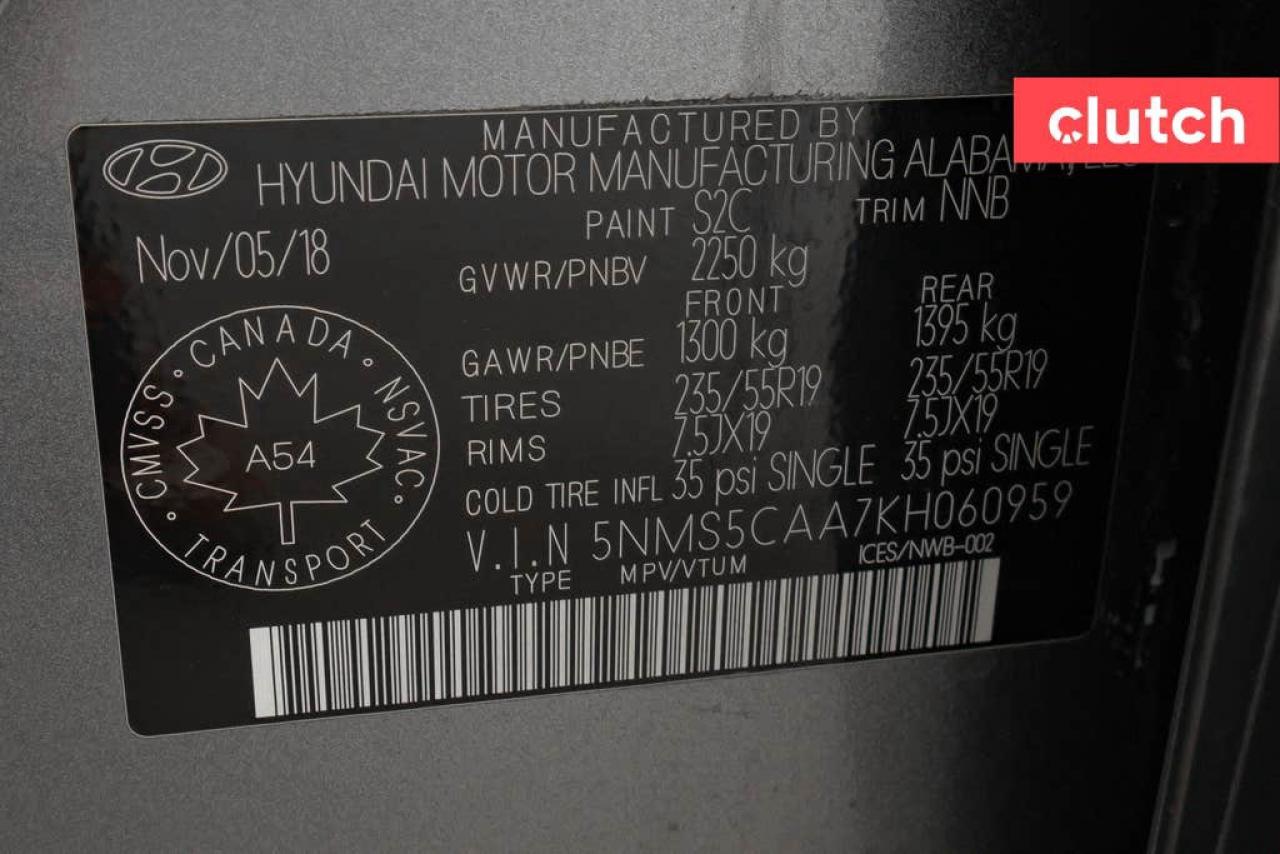 clutch
MANUFACTURED BY
HYUNDAI MOTOR MANUFACTURING ALABAMA,
PAINT S2C TRIM NNB
Nov/05/18
GVWR/PNBV 2250 kg
FRONT REAR
GAWR/PNBE 1300 kg 1395 kg
TIRES 235/55R19 235/55R19
RIMS 7.5JX19 7.5JX19
COLD TIRE INFL 35 psi SINGLE 35 psi SINGLE
V.I.N 5NMS5CAA7KH060959
TYPE MPV/VTUM ICES/NWB-002
CMVSS • CANADA • NSVAC • TRANSPORT •
A54